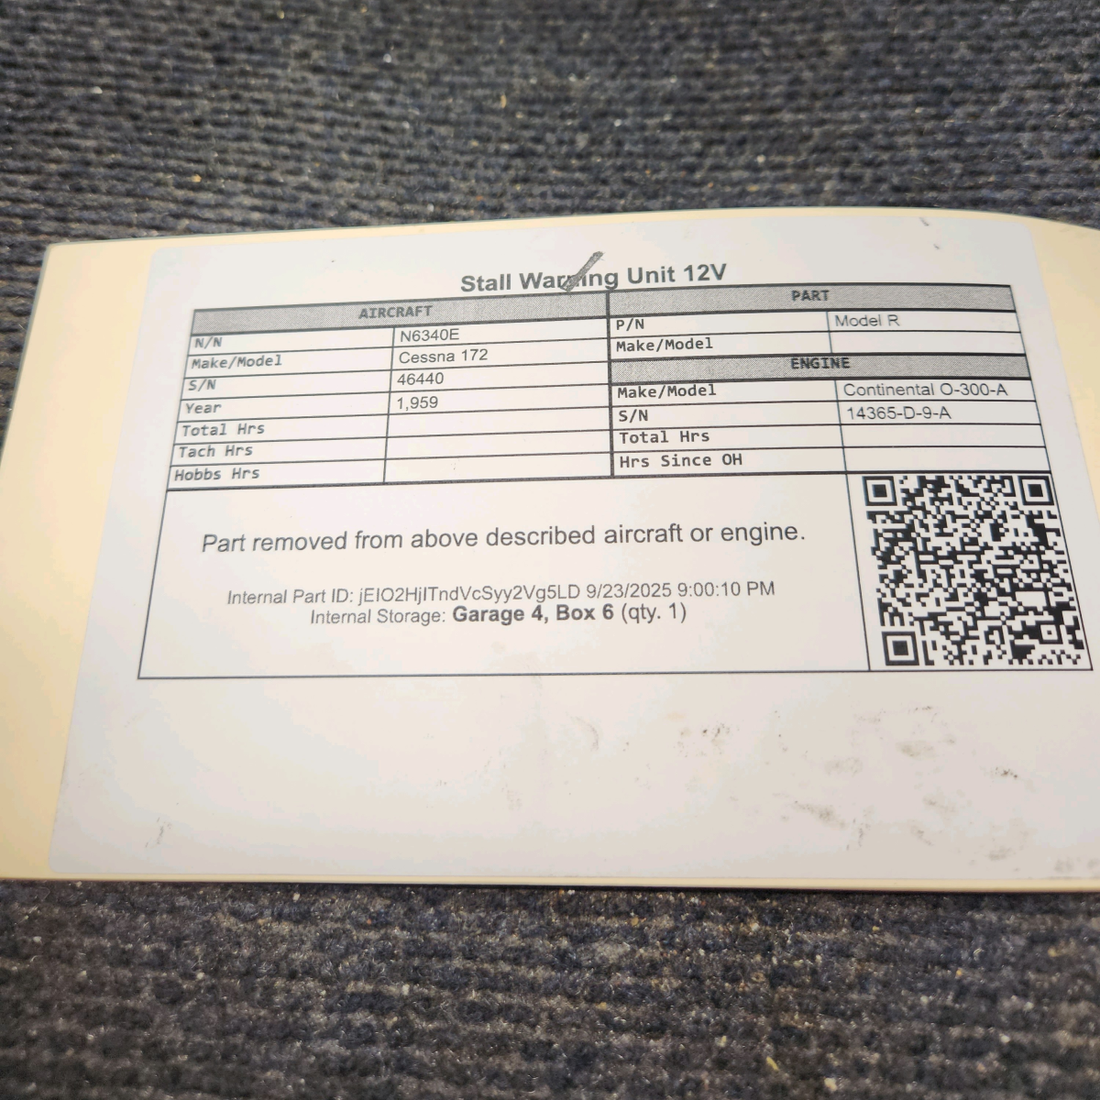 Stall Warning Unit 12V
AIRCRAFT
N/N N6340E
Make/Model Cessna 172
S/N 46440
Year 1,959
Total Hrs
Tach Hrs
Hobbs Hrs
PART
P/N Model R
Make/Model
ENGINE
Make/Model Continental O-300-A
S/N 14365-D-9-A
Total Hrs
Hrs Since OH
Part removed from above described aircraft or engine.
Internal Part ID: jEIO2HjITndVcSyy2Vg5LD 9/23/2025 9:00:10 PM
Internal Storage: Garage 4, Box 6 (qty. 1)